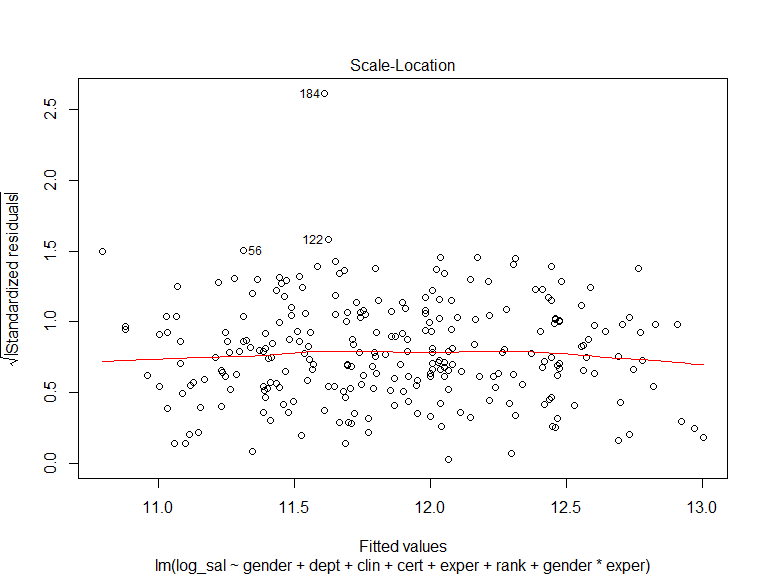 Scale-Location
√|Standardized residuals|
2.5
2.0
1.5
1.0
0.5
0.0
184
122
56
11.0 11.5 12.0 12.5 13.0
Fitted values
lm(log_sal ~ gender + dept + clin + cert + exper + rank + gender * exper)